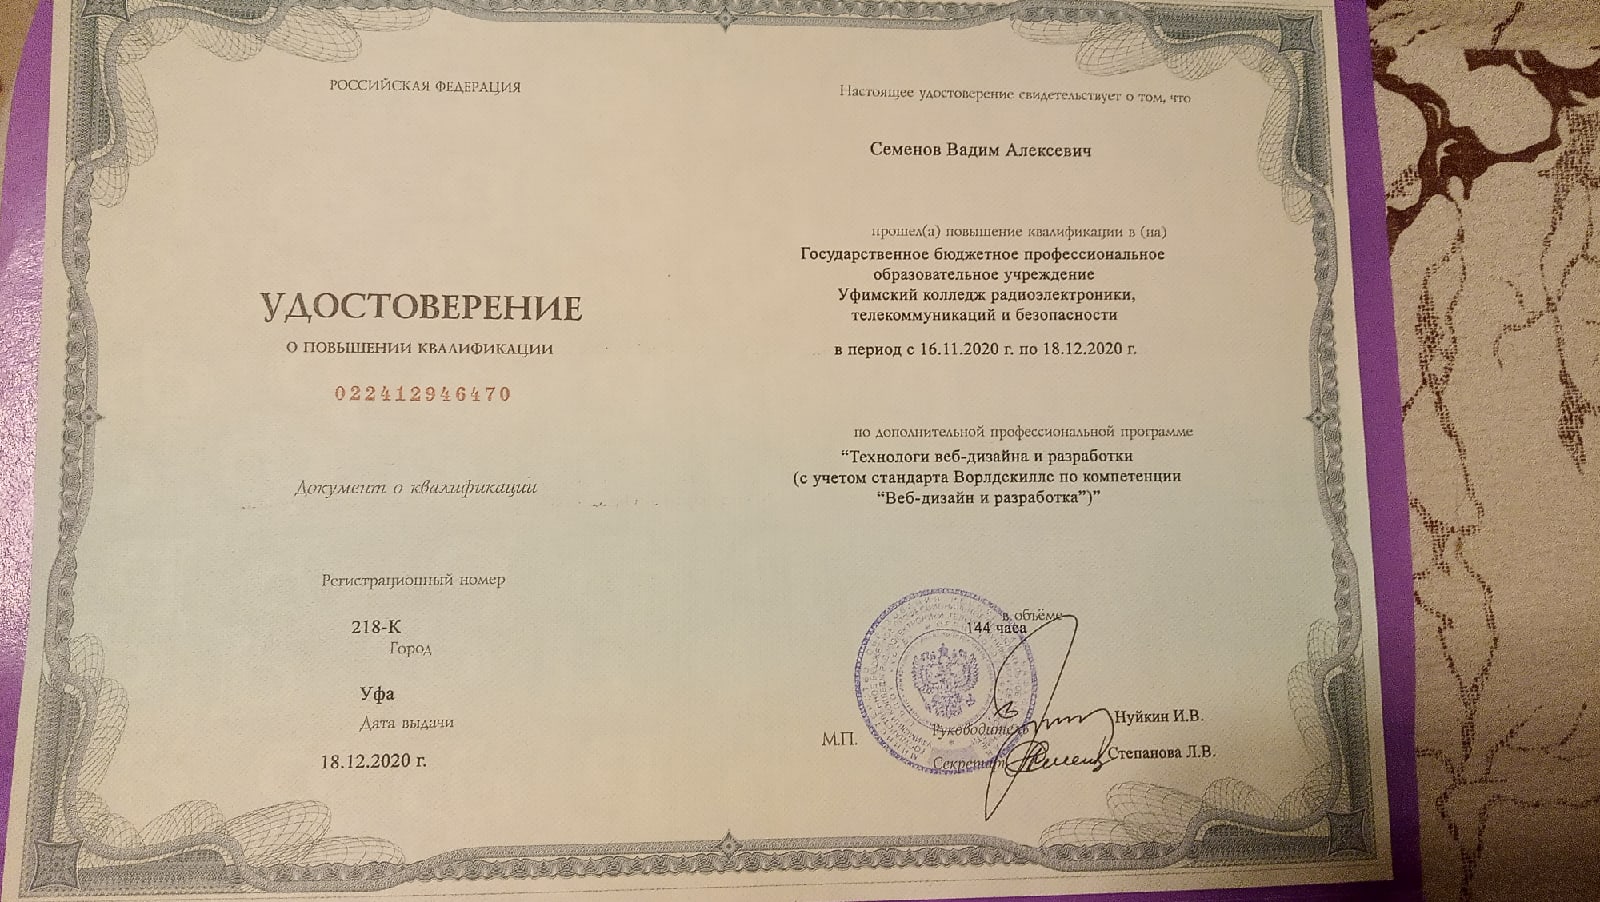 РОССИЙСКАЯ ФЕДЕРАЦИЯ
УДОСТОВЕРЕНИЕ
О ПОВЫШЕНИИ КВАЛИФИКАЦИИ
022412946470
Документ о квалификации
Регистрационный номер
218-К
Город
Уфа
Дата выдачи
18.12.2020 г.
Настоящее удостоверение свидетельствует о том, что
Семенов Вадим Алексевич
прошел(а) повышение квалификации в (на)
Государственное бюджетное профессиональное
образовательное учреждение
Уфимский колледж радиоэлектроники,
телекоммуникаций и безопасности
в период с 16.11.2020 г. по 18.12.2020 г.
по дополнительной профессиональной программе
“Технологи веб-дизайна и разработки
(с учетом стандарта Ворлдскиллс по компетенции
“Веб-дизайн и разработка”)”
в объёме
144 часа
Руководитель Нуйкин И.В.
М.П.
Секретарь Степанова Л.В.